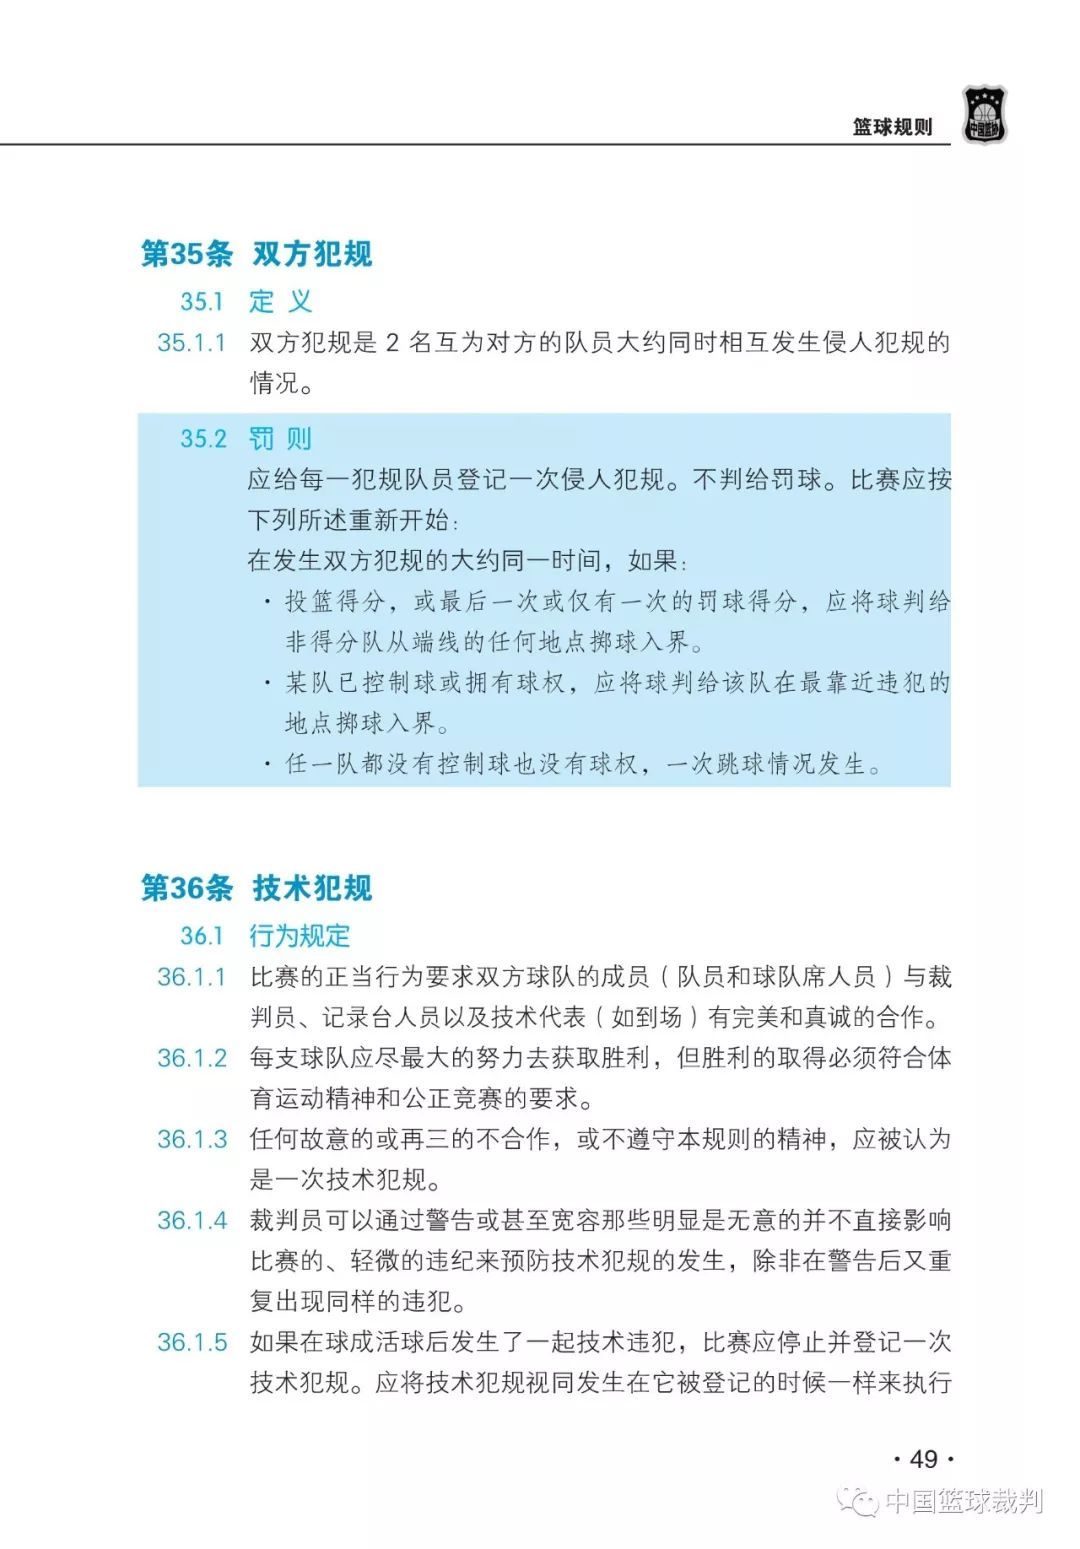 篮球规则
中国篮协
第35条 双方犯规
35.1 定 义
35.1.1 双方犯规是 2 名互为对方的队员大约同时相互发生侵人犯规的
情况。
35.2 罚 则
应给每一犯规队员登记一次侵人犯规。不判给罚球。比赛应按
下列所述重新开始：
在发生双方犯规的大约同一时间，如果：
· 投篮得分，或最后一次或仅有一次的罚球得分，应将球判给
非得分队从端线的任何地点掷球入界。
· 某队已控制球或拥有球权，应将球判给该队在最靠近违犯的
地点掷球入界。
· 任一队都没有控制球也没有球权，一次跳球情况发生。
第36条 技术犯规
36.1 行为规定
36.1.1 比赛的正当行为要求双方球队的成员（队员和球队席人员）与裁
判员、记录台人员以及技术代表（如到场）有完美和真诚的合作。
36.1.2 每支球队应尽最大的努力去获取胜利，但胜利的取得必须符合体
育运动精神和公正竞赛的要求。
36.1.3 任何故意的或再三的不合作，或不遵守本规则的精神，应被认为
是一次技术犯规。
36.1.4 裁判员可以通过警告或甚至宽容那些明显是无意的并不直接影响
比赛的、轻微的违纪来预防技术犯规的发生，除非在警告后又重
复出现同样的违犯。
36.1.5 如果在球成活球后发生了一起技术违犯，比赛应停止并登记一次
技术犯规。应将技术犯规视同发生在它被登记的时候一样来执行
· 49 ·
中国篮球裁判